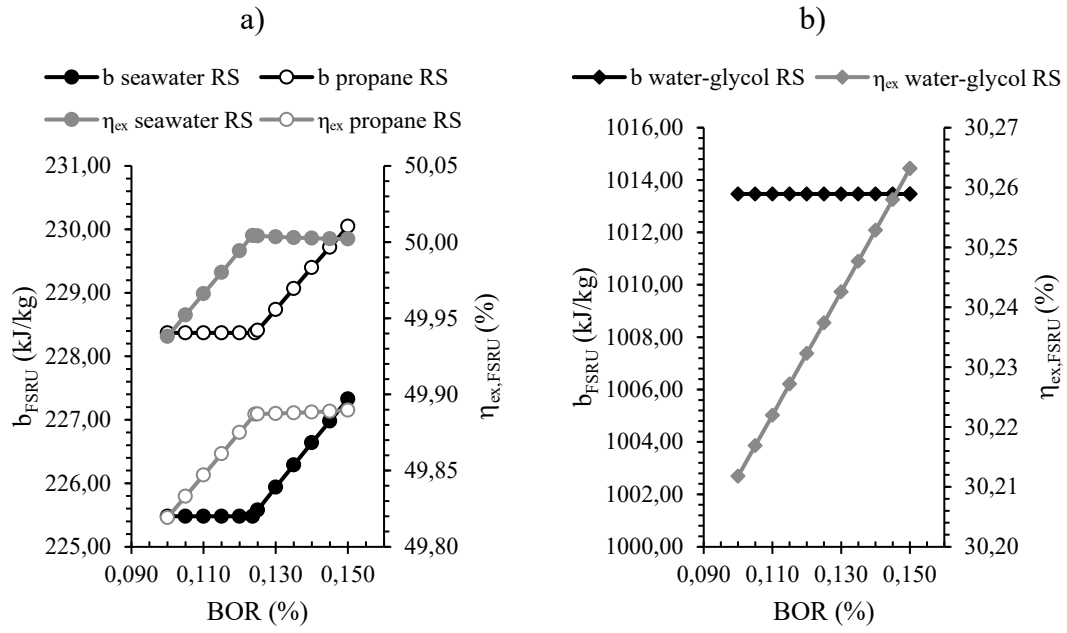 a)
b seawater RS
b propane RS
ηex seawater RS
ηex propane RS
231,00
230,00
229,00
228,00
227,00
226,00
225,00
bFSRU (kJ/kg)
50,05
50,00
49,95
49,94
49,90
49,85
49,80
ηex,FSRU (%)
0,090
0,110
0,130
0,150
BOR (%)
b)
b water-glycol RS
ηex water-glycol RS
1016,00
1014,00
1012,00
1010,00
1008,00
1006,00
1004,00
1002,00
1000,00
bFSRU (kJ/kg)
30,27
30,26
30,25
30,24
30,23
30,22
30,21
30,20
ηex,FSRU (%)
0,090
0,110
0,130
0,150
BOR (%)